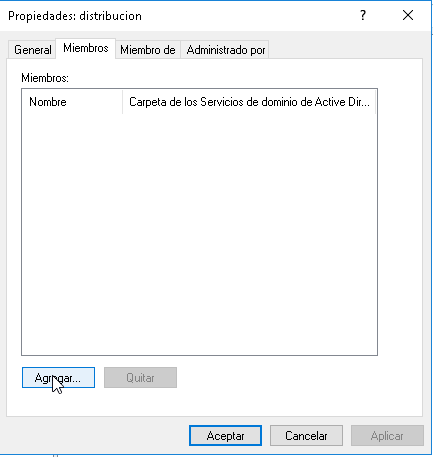 Propiedades: distribucion
?
General Miembros Miembro de Administrado por
Miembros:
Nombre Carpeta de los Servicios de dominio de Active Dir...
Agregar... Quitar
Aceptar Cancelar Aplicar